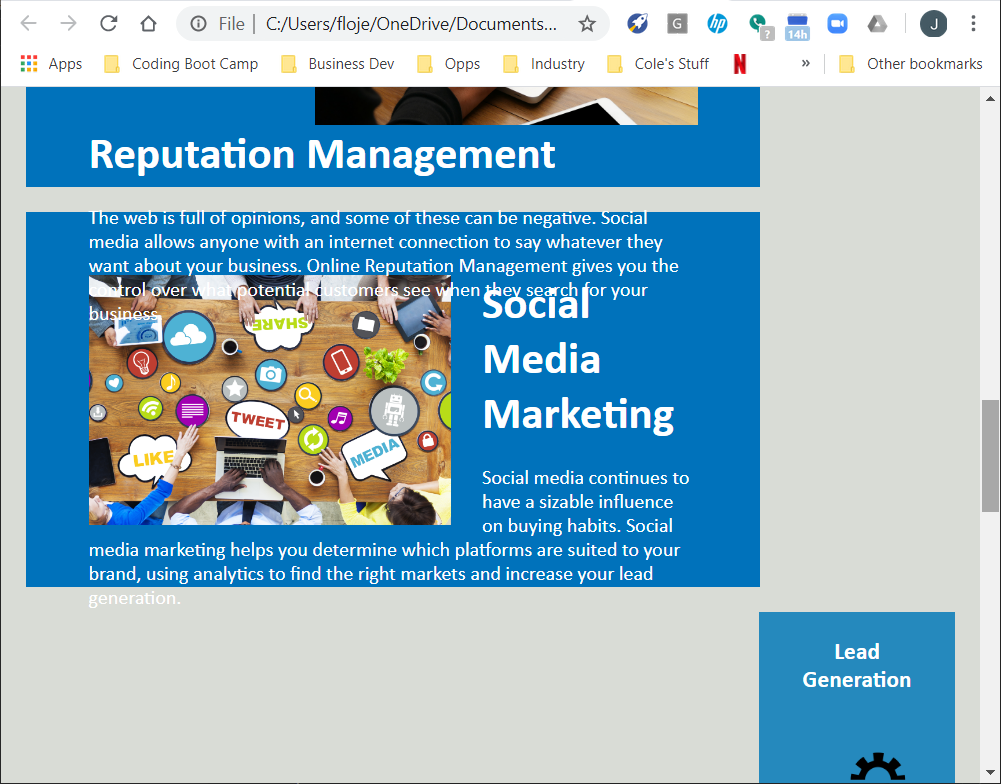 File | C:/Users/floje/OneDrive/Documents...
G
hp
?
14h
J
Apps
Coding Boot Camp
Business Dev
Opps
Industry
Cole's Stuff
N
»
Other bookmarks
Reputation Management
The web is full of opinions, and some of these can be negative. Social
media allows anyone with an internet connection to say whatever they
want about your business. Online Reputation Management gives you the
control over what potential customers see when they search for your
business.
SHARE
TWEET
LIKE
MEDIA
Social
Media
Marketing
Social media continues to
have a sizable influence
on buying habits. Social
media marketing helps you determine which platforms are suited to your
brand, using analytics to find the right markets and increase your lead
generation.
Lead
Generation